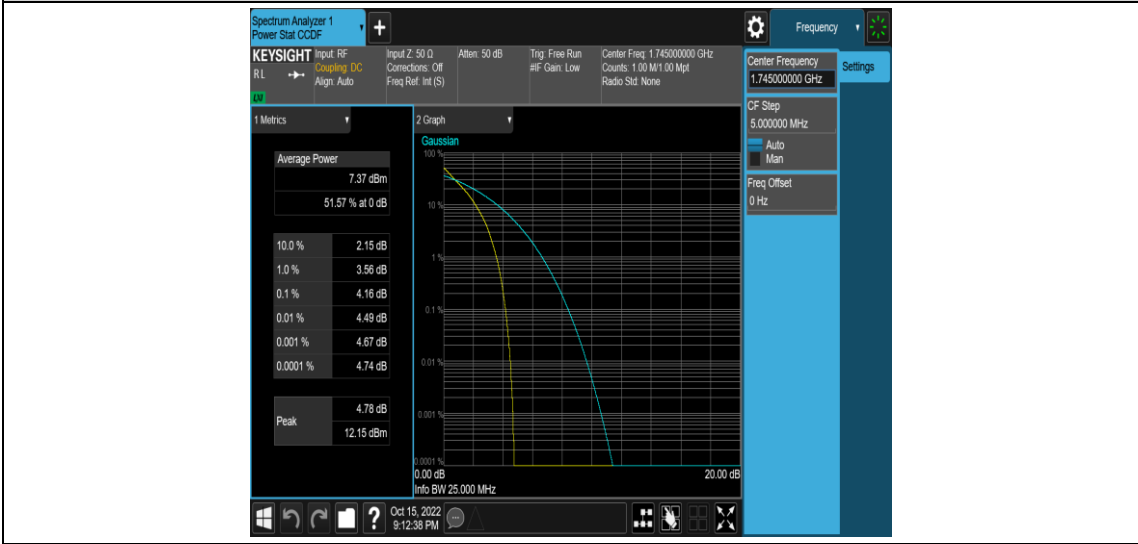 Spectrum Analyzer 1
Power Stat CCDF
+
Frequency
KEYSIGHT
RL
LXI
Input: RF
Coupling: DC
Align: Auto
Input Z: 50 Ω
Corrections: Off
Freq Ref: Int (S)
Atten: 50 dB
Trig: Free Run
#IF Gain: Low
Center Freq: 1.745000000 GHz
Counts: 1.00 M/1.00 Mpt
Radio Std: None
Center Frequency
1.745000000 GHz
Settings
CF Step
5.000000 MHz
Auto
Man
Freq Offset
0 Hz
1 Metrics
Average Power
7.37 dBm
51.57 % at 0 dB
10.0 % 2.15 dB
1.0 % 3.56 dB
0.1 % 4.16 dB
0.01 % 4.49 dB
0.001 % 4.67 dB
0.0001 % 4.74 dB
Peak
4.78 dB
12.15 dBm
2 Graph
Gaussian
100 %
10 %
1 %
0.1 %
0.01 %
0.001 %
0.0001 %
0.00 dB 20.00 dB
Info BW 25.000 MHz
?
Oct 15, 2022
9:12:38 PM